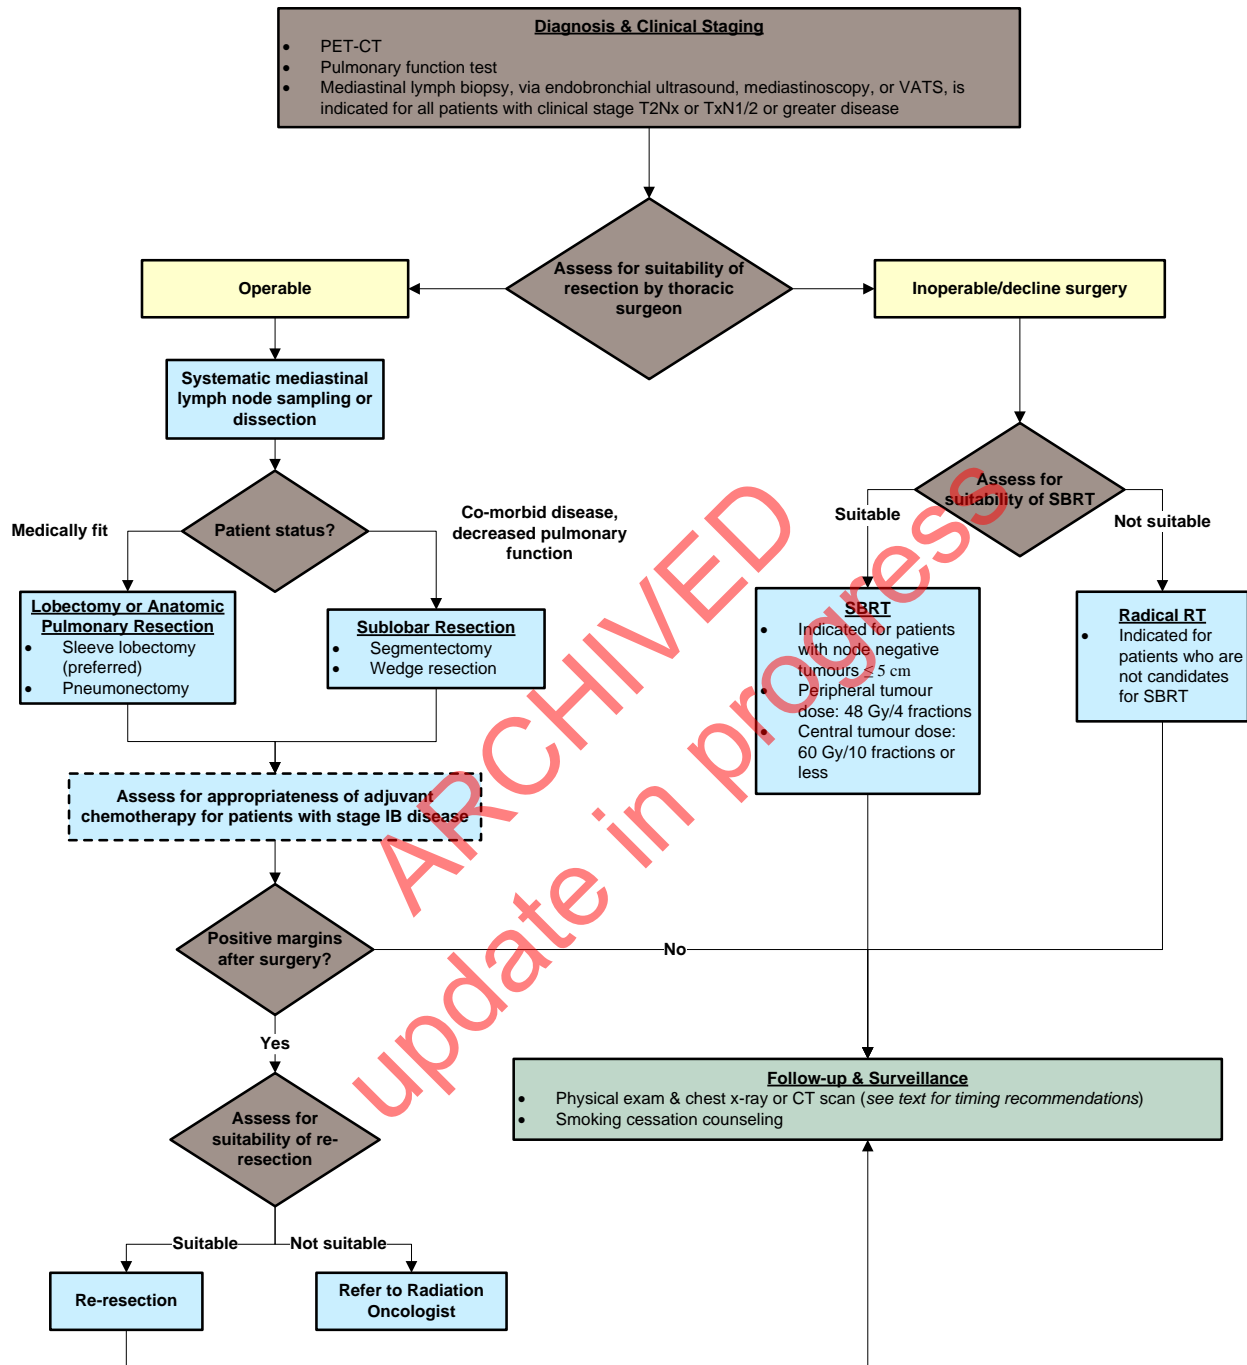 Diagnosis & Clinical Staging
• PET-CT
• Pulmonary function test
• Mediastinal lymph biopsy, via endobronchial ultrasound, mediastinoscopy, or VATS, is
indicated for all patients with clinical stage T2Nx or TxN1/2 or greater disease
Assess for suitability of
resection by thoracic
surgeon
Operable
Inoperable/decline surgery
Systematic mediastinal
lymph node sampling or
dissection
Patient status?
Medically fit
Co-morbid disease,
decreased pulmonary
function
Assess for
suitability of SBRT
Suitable
Not suitable
Lobectomy or Anatomic
Pulmonary Resection
• Sleeve lobectomy
(preferred)
• Pneumonectomy
Sublobar Resection
• Segmentectomy
• Wedge resection
SBRT
• Indicated for patients
with node negative
tumours ≤ 5 cm
• Peripheral tumour
dose: 48 Gy/4 fractions
• Central tumour dose:
60 Gy/10 fractions or
less
Radical RT
• Indicated for
patients who are
not candidates
for SBRT
Assess for appropriateness of adjuvant
chemotherapy for patients with stage IB disease
Positive margins
after surgery?
No
Yes
Follow-up & Surveillance
• Physical exam & chest x-ray or CT scan (see text for timing recommendations)
• Smoking cessation counseling
Assess for
suitability of re-
resection
Suitable
Not suitable
Re-resection
Refer to Radiation
Oncologist
ARCHIVED
update in progress